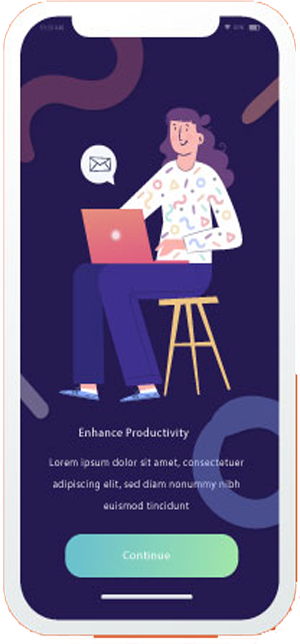 Enhance Productivity
Lorem ipsum dolor sit amet, consectetuer
adipiscing elit, sed diam nonummy nibh
euismod tincidunt
Continue